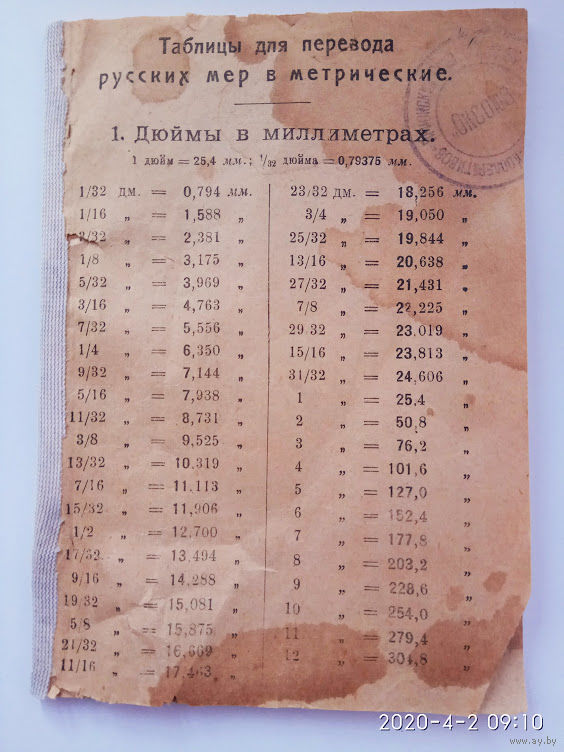 Таблицы для перевода
русских мер в метрические.
1. Дюймы в миллиметрах.
1 дюйм = 25,4 мм.; 1/32 дюйма = 0,79375 мм.
1/32 дм. = 0,794 мм.
1/16 „ = 1,588 „
3/32 „ = 2,381 „
1/8 „ = 3,175 „
5/32 „ = 3,969 „
3/16 „ = 4,763 „
7/32 „ = 5,556 „
1/4 „ = 6,350 „
9/32 „ = 7,144 „
5/16 „ = 7,938 „
11/32 „ = 8,731 „
3/8 „ = 9,525 „
13/32 „ = 10,319 „
7/16 „ = 11,113 „
15/32 „ = 11,906 „
1/2 „ = 12,700 „
17/32 „ = 13,494 „
9/16 „ = 14,288 „
19/32 „ = 15,081 „
5/8 „ = 15,875 „
21/32 „ = 16,669 „
11/16 „ = 17,463 „
23/32 дм. = 18,256 мм.
3/4 „ = 19,050 „
25/32 „ = 19,844 „
13/16 „ = 20,638 „
27/32 „ = 21,431 „
7/8 „ = 22,225 „
29 32 „ = 23.019 „
15/16 „ = 23,813 „
31/32 „ = 24,606 „
1 „ = 25,4 „
2 „ = 50,8 „
3 „ = 76,2 „
4 „ = 101,6 „
5 „ = 127,0 „
6 „ = 152,4 „
7 „ = 177,8 „
8 „ = 203,2 „
9 „ = 228,6 „
10 „ = 254,0 „
11 „ = 279,4 „
12 „ = 304,8 „
2020-4-2 09:10
www.ay.by